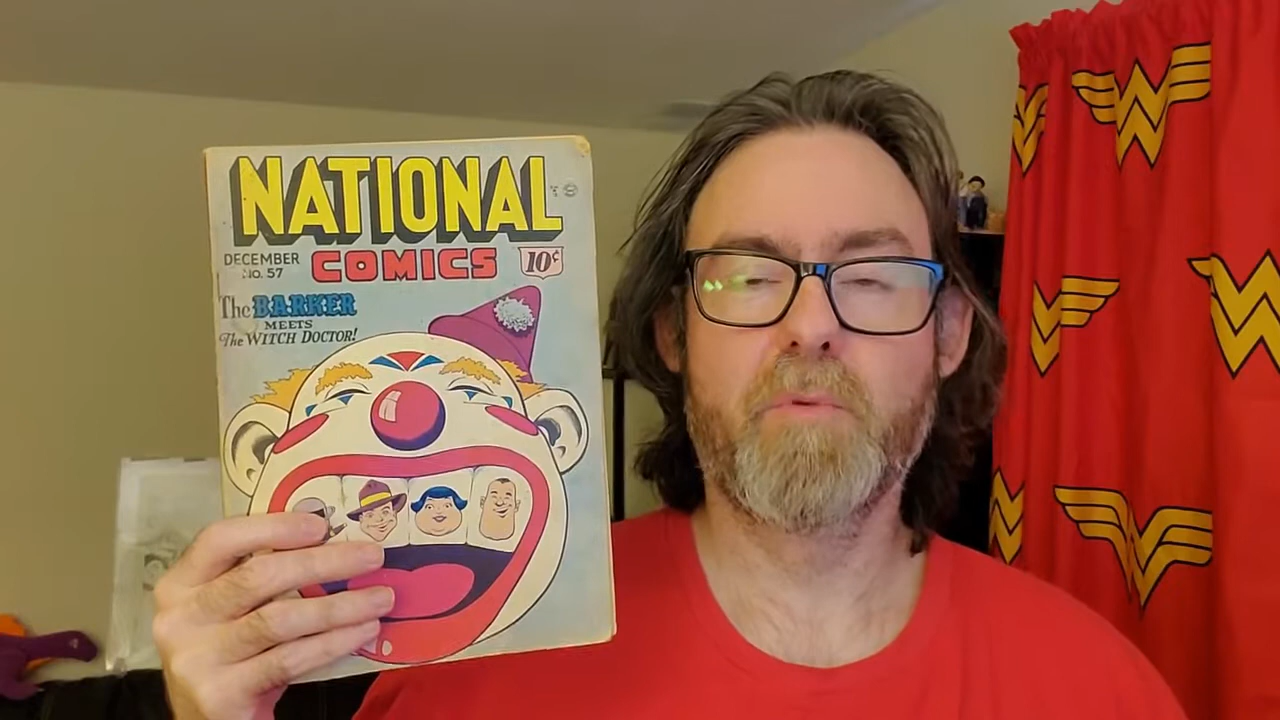 NATIONAL
COMICS
10¢
DECEMBER
No. 57
The BARKER
MEETS
The WITCH DOCTOR!